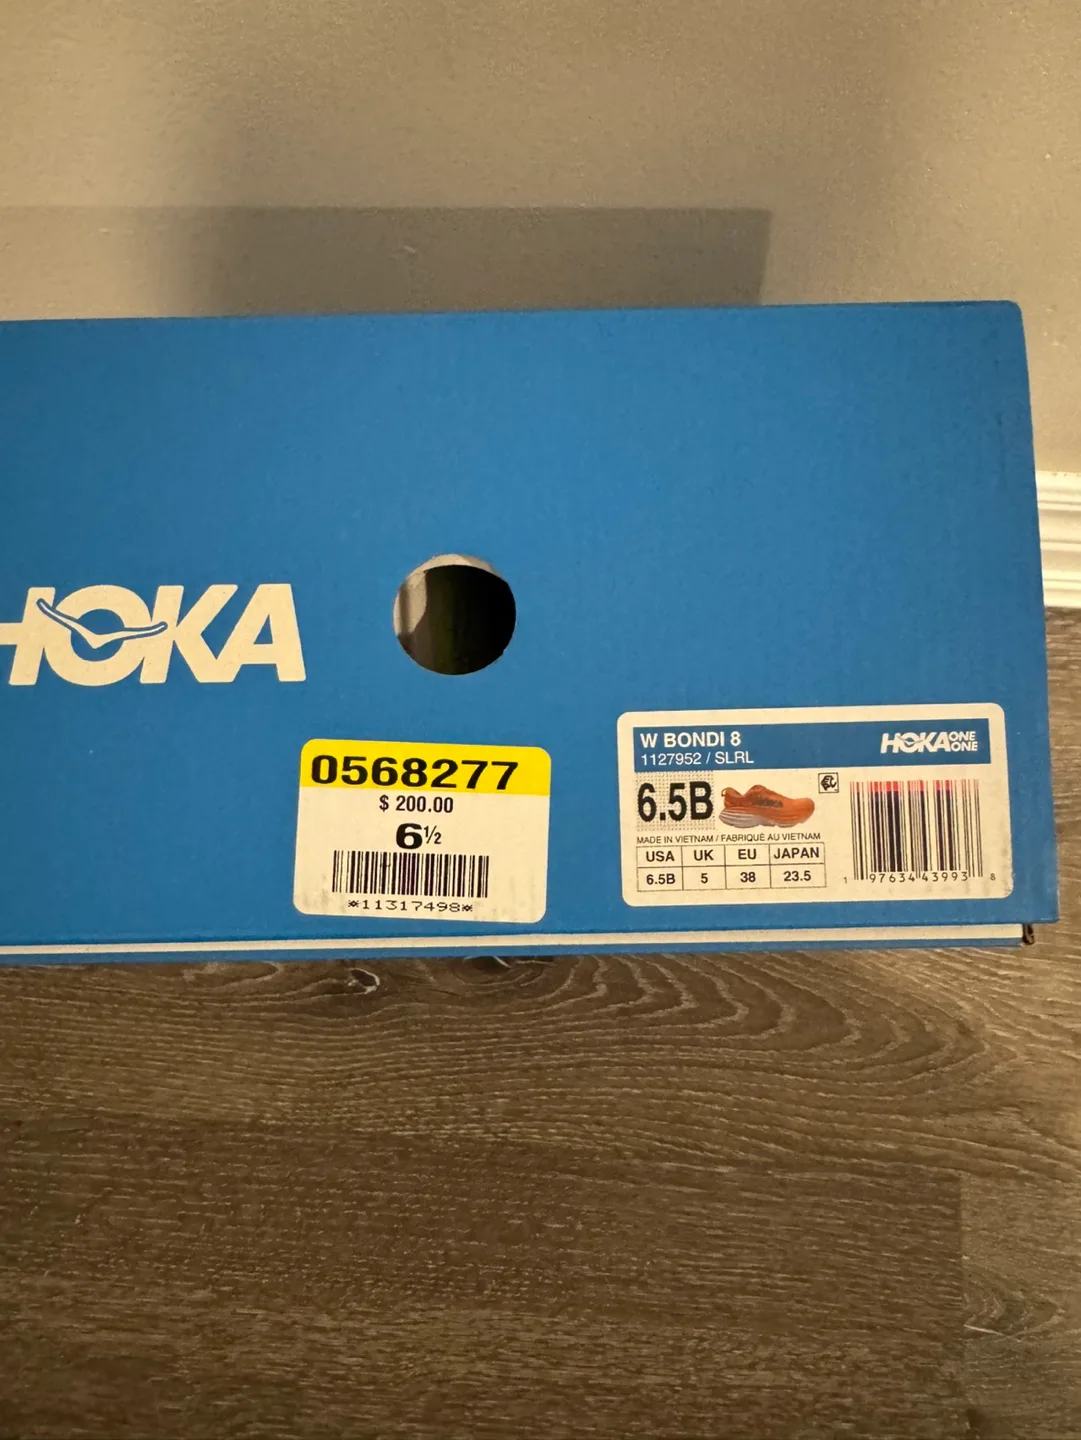 HOKA
0568277
$ 200.00
6½
*11317498*
W BONDI 8
1127952 / SLRL
HOKA ONE ONE
6.5B
MADE IN VIETNAM / FABRIQUÉ AU VIETNAM
USA UK EU JAPAN
6.5B 5 38 23.5
1 97634 43993 8